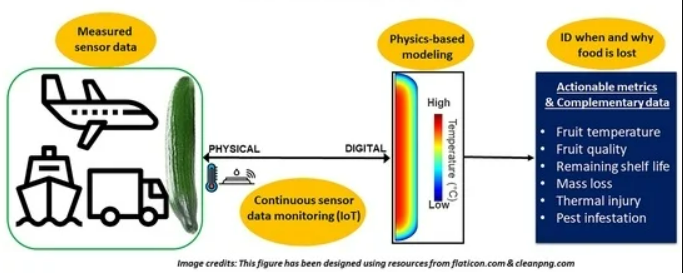 Measured
sensor data
Physics-based
modeling
ID when and why
food is lost
PHYSICAL
DIGITAL
Continuous sensor
data monitoring (IoT)
High
Temperature (°C)
Low
Actionable metrics
& Complementary data
• Fruit temperature
• Fruit quality
• Remaining shelf life
• Mass loss
• Thermal injury
• Pest infestation
Image credits: This figure has been designed using resources from flaticon.com & cleanpng.com